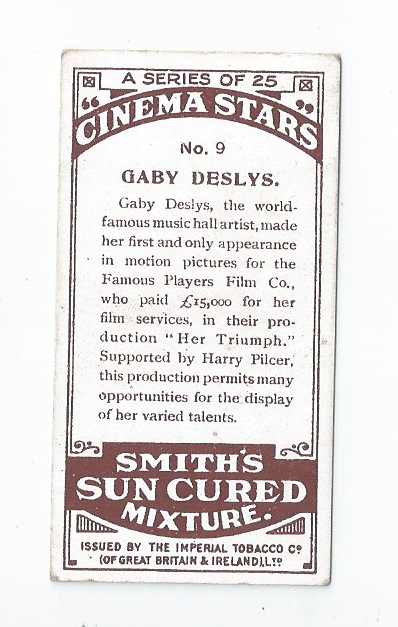 A SERIES OF 25
"CINEMA STARS"
No. 9
GABY DESLYS.
Gaby Deslys, the world-
famous music hall artist, made
her first and only appearance
in motion pictures for the
Famous Players Film Co.,
who paid £15,000 for her
film services, in their pro-
duction "Her Triumph."
Supported by Harry Pilcer,
this production permits many
opportunities for the display
of her varied talents.
SMITH'S
SUN CURED
MIXTURE.
ISSUED BY THE IMPERIAL TOBACCO Co
(OF GREAT BRITAIN & IRELAND), LTD